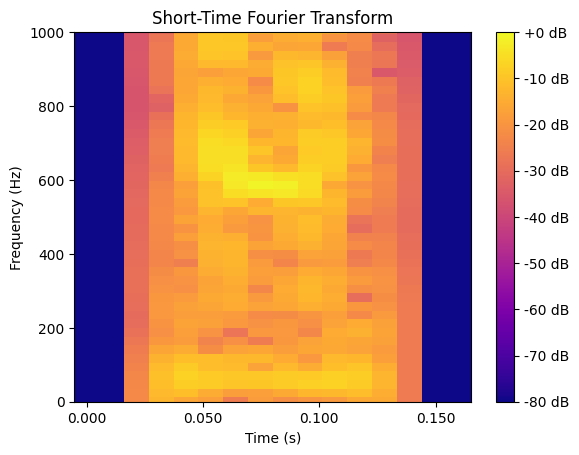 Short-Time Fourier Transform
1000
800
600
400
200
0
Frequency (Hz)
0.000
0.050
0.100
0.150
Time (s)
+0 dB
-10 dB
-20 dB
-30 dB
-40 dB
-50 dB
-60 dB
-70 dB
-80 dB